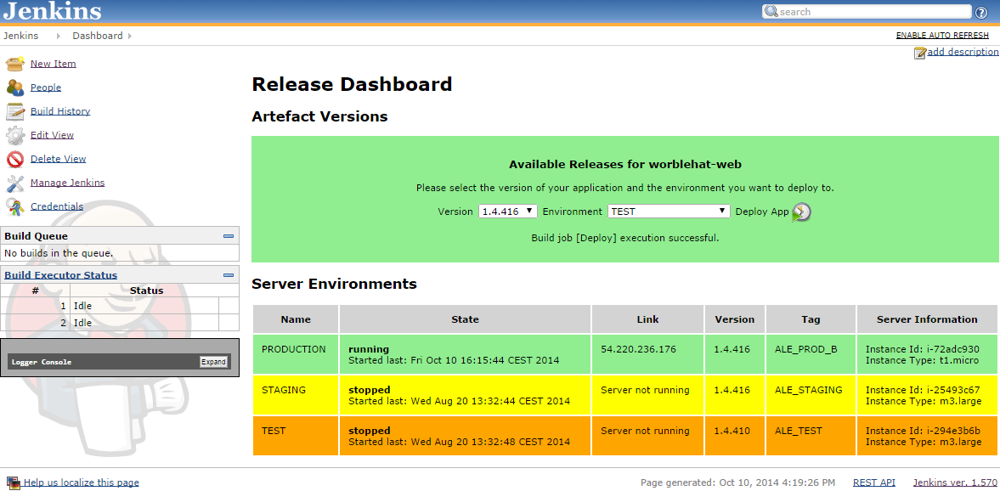 Jenkins
search
Jenkins Dashboard
ENABLE AUTO REFRESH
add description
New Item
People
Build History
Edit View
Delete View
Manage Jenkins
Credentials
Build Queue
No builds in the queue.
Build Executor Status
# Status
1 Idle
2 Idle
Logger Console Expand
Release Dashboard
Artefact Versions
Available Releases for worblehat-web
Please select the version of your application and the environment you want to deploy to.
Version 1.4.416 Environment TEST Deploy App
Build job [Deploy] execution successful.
Server Environments
Name State Link Version Tag Server Information
PRODUCTION running 54.220.236.176 1.4.416 ALE_PROD_B Instance Id: i-72adc930
Started last: Fri Oct 10 16:15:44 CEST 2014 Instance Type: t1.micro
STAGING stopped Server not running 1.4.416 ALE_STAGING Instance Id: i-25493c67
Started last: Wed Aug 20 13:32:44 CEST 2014 Instance Type: m3.large
TEST stopped Server not running 1.4.410 ALE_TEST Instance Id: i-294e3b6b
Started last: Wed Aug 20 13:32:48 CEST 2014 Instance Type: m3.large
Help us localize this page
Page generated: Oct 10, 2014 4:19:26 PM REST API Jenkins ver. 1.570